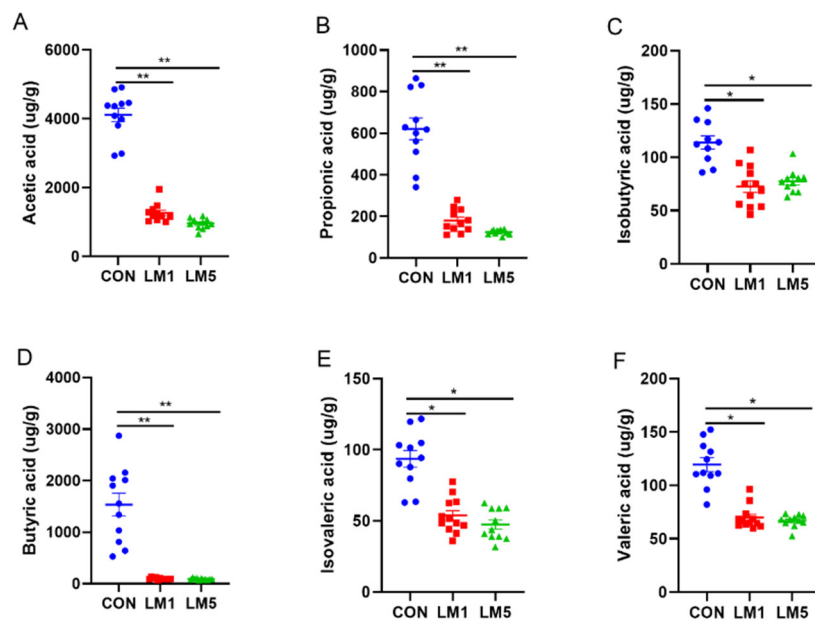 A
Acetic acid (ug/g)
6000
4000
2000
0
**
**
CON LM1 LM5
B
Propionic acid (ug/g)
1000
800
600
400
200
0
**
**
CON LM1 LM5
C
Isobutyric acid (ug/g)
200
150
100
50
0
*
*
CON LM1 LM5
D
Butyric acid (ug/g)
4000
3000
2000
1000
0
**
**
CON LM1 LM5
E
Isovaleric acid (ug/g)
150
100
50
0
*
*
CON LM1 LM5
F
Valeric acid (ug/g)
200
150
100
50
0
*
*
CON LM1 LM5